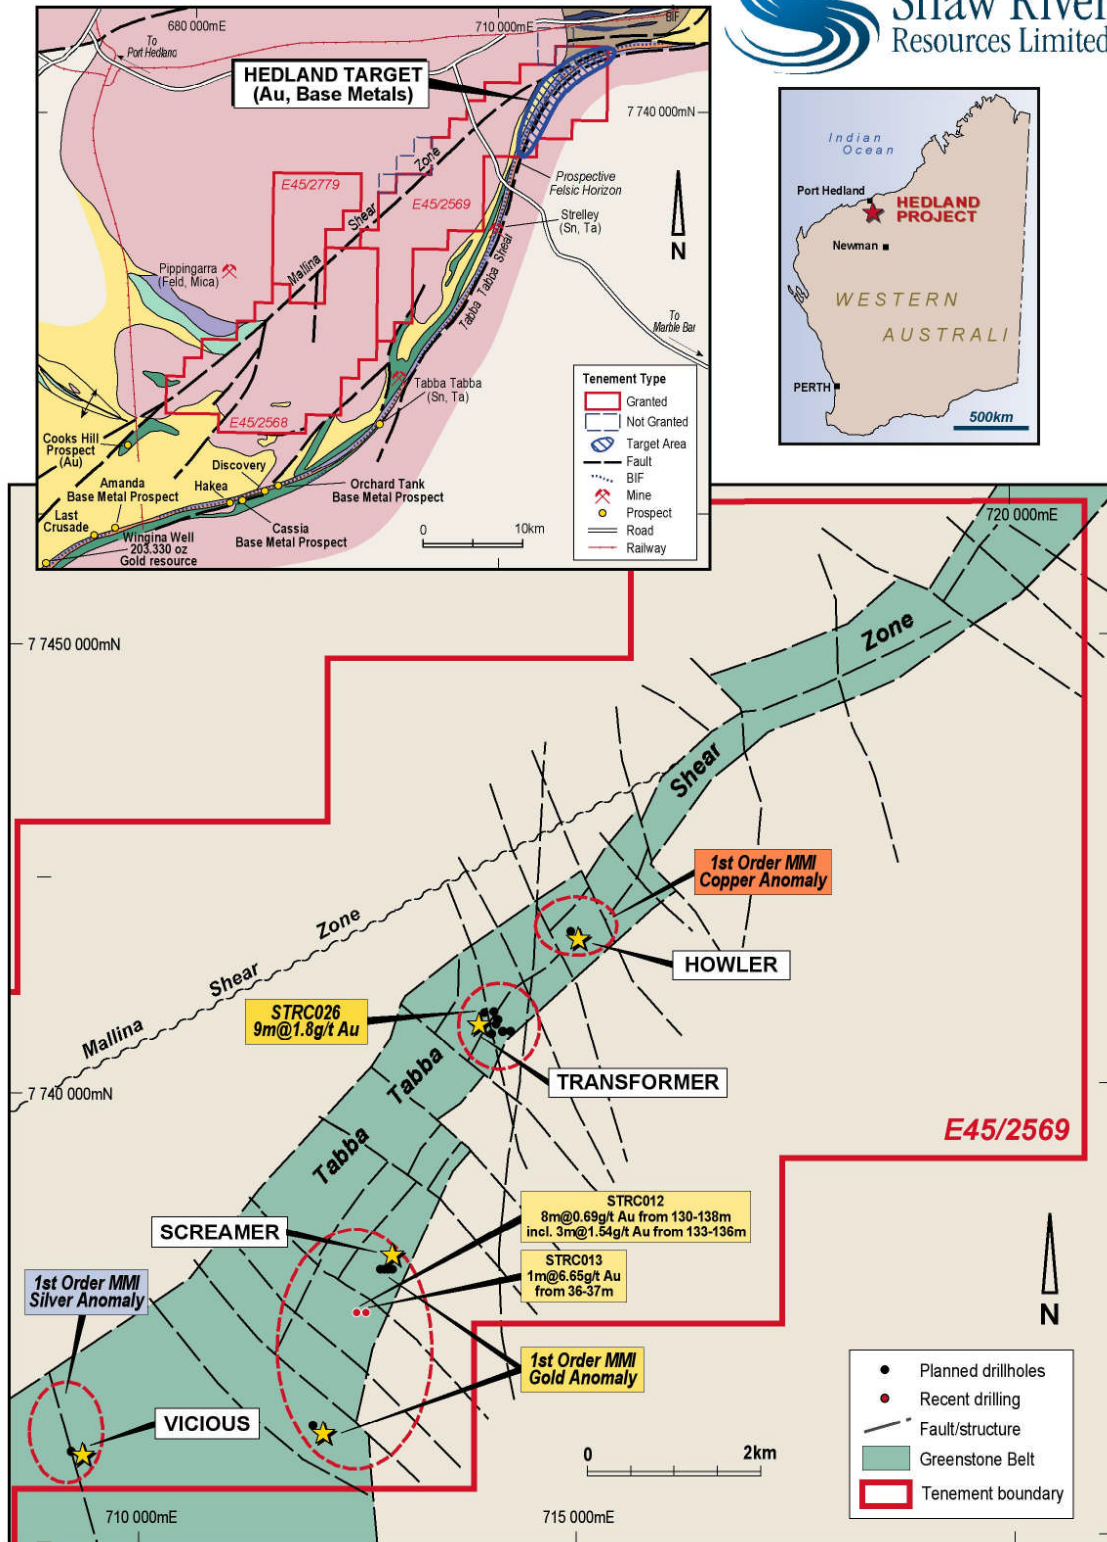 Shaw River
Resources Limited
680 000mE
710 000mE
BIF
To
Port Hedland
HEDLAND TARGET
(Au, Base Metals)
7 740 000mN
E45/2779
Zone
E45/2569
Shear
Mallina
Prospective
Felsic Horizon
Strelley
(Sn, Ta)
N
Pippingarra
(Feld, Mica)
Tabba Tabba Shear
To
Marble Bar
Tabba Tabba
(Sn, Ta)
E45/2568
Cooks Hill
Prospect
(Au)
Discovery
Amanda
Base Metal Prospect
Hakea
Orchard Tank
Base Metal Prospect
Last
Crusade
Cassia
Base Metal Prospect
Wingina Well
203.330 oz
Gold resource
0
10km
Tenement Type
Granted
Not Granted
Target Area
Fault
BIF
Mine
Prospect
Road
Railway
Indian
Ocean
Port Hedland
HEDLAND
PROJECT
Newman
WESTERN
AUSTRALI
PERTH
500km
720 000mE
7 7450 000mN
Zone
Shear
1st Order MMI
Copper Anomaly
Zone
HOWLER
Shear
STRC026
9m@1.8g/t Au
Mallina
TRANSFORMER
Tabba
7 740 000mN
E45/2569
Tabba
STRC012
8m@0.69g/t Au from 130-138m
incl. 3m@1.54g/t Au from 133-136m
SCREAMER
STRC013
1m@6.65g/t Au
from 36-37m
1st Order MMI
Silver Anomaly
N
1st Order MMI
Gold Anomaly
VICIOUS
Planned drillholes
Recent drilling
Fault/structure
Greenstone Belt
Tenement boundary
0
2km
710 000mE
715 000mE